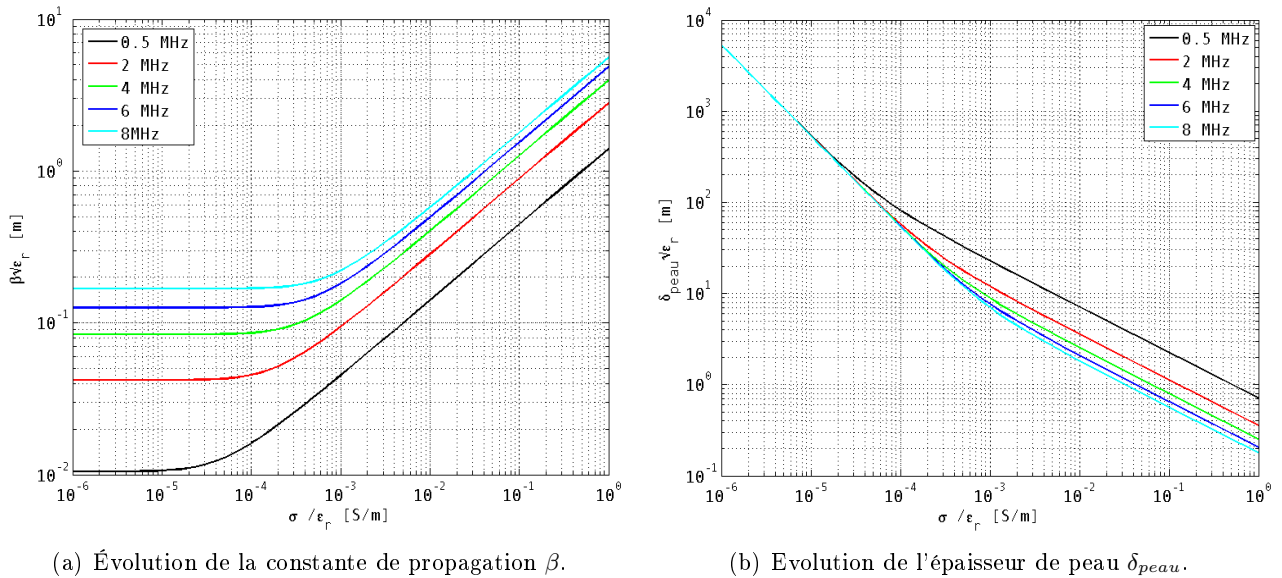 10^1
10^0
10^-1
10^-2
β√ε_r [m]
0.5 MHz
2 MHz
4 MHz
6 MHz
8MHz
10^-6 10^-5 10^-4 10^-3 10^-2 10^-1 10^0
σ /ε_r [S/m]
(a) Évolution de la constante de propagation β.
10^4
10^3
10^2
10^1
10^0
10^-1
δ_peau √ε_r [m]
0.5 MHz
2 MHz
4 MHz
6 MHz
8 MHz
10^-6 10^-5 10^-4 10^-3 10^-2 10^-1 10^0
σ /ε_r [S/m]
(b) Evolution de l'épaisseur de peau δ_peau.